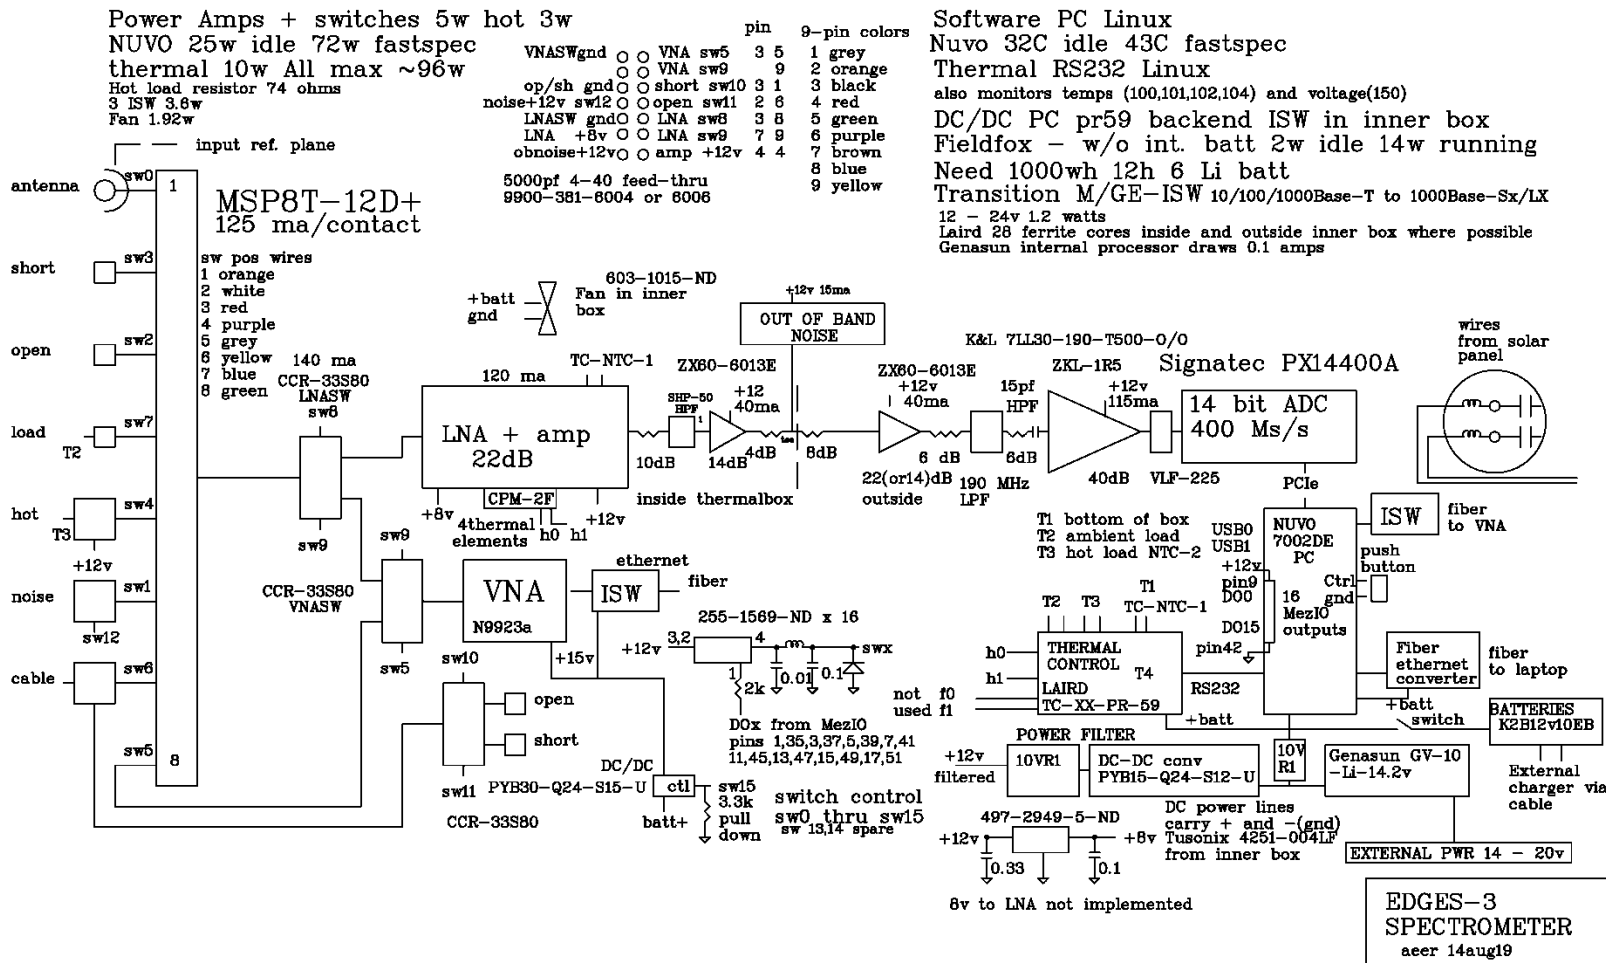 Power Amps + switches 5w hot 3w
NUVO 25w idle 72w fastspec
thermal 10w All max ~96w
Hot load resistor 74 ohms
3 ISW 3.6w
Fan 1.92w
pin
9-pin colors
VNASWgnd VNA sw5 3 5
VNA sw9 9
op/sh gnd short sw10 3 1
noise+12v sw12 open sw11 2 6
LNASW gnd LNA sw8 3 8
LNA +8v LNA sw9 7 9
obnoise+12v amp +12v 4 4
1 grey
2 orange
3 black
4 red
5 green
6 purple
7 brown
8 blue
9 yellow
5000pf 4-40 feed-thru
9900-381-6004 or 6006
Software PC Linux
Nuvo 32C idle 43C fastspec
Thermal RS232 Linux
also monitors temps (100,101,102,104) and voltage(150)
DC/DC PC pr59 backend ISW in inner box
Fieldfox - w/o int. batt 2w idle 14w running
Need 1000wh 12h 6 Li batt
Transition M/GE-ISW 10/100/1000Base-T to 1000Base-Sx/LX
12 - 24v 1.2 watts
Laird 28 ferrite cores inside and outside inner box where possible
Genasun internal processor draws 0.1 amps
input ref. plane
antenna
sw0
1
MSP8T-12D+
125 ma/contact
short
sw3
open
sw2
load
T2
sw7
hot
T3
sw4
+12v
noise
sw1
sw12
cable
sw6
sw5
8
sw pos wires
1 orange
2 white
3 red
4 purple
5 grey
6 yellow
7 blue
8 green
140 ma
CCR-33S80
LNASW
sw8
sw9
CCR-33S80
VNASW
sw9
sw5
+batt
gnd
603-1015-ND
Fan in inner
box
120 ma
TC-NTC-1
LNA + amp
22dB
CPM-2F
+8v
4thermal
elements
h0 h1
+12v
10dB
SHP-50
HPF
1
ZX60-6013E
+12
40ma
14dB
4dB
inside thermalbox
+12v 15ma
OUT OF BAND
NOISE
8dB
ZX60-6013E
+12v
40ma
22(or14)dB
outside
6 dB
K&L 7LL30-190-T500-O/O
190 MHz
LPF
15pf
HPF
6dB
ZKL-1R5
+12v
115ma
40dB
VLF-225
Signatec PX14400A
14 bit ADC
400 Ms/s
PCIe
wires
from solar
panel
VNA
N9923a
ethernet
ISW
fiber
+15v
sw10
open
short
sw11
CCR-33S80
DC/DC
PYB30-Q24-S15-U
ctl
batt+
sw15
3.3k
pull
down
255-1569-ND x 16
+12v
3,2
4
1
2k
0.01
0.1
swx
DOx from MezIO
pins 1,35,3,37,5,39,7,41
11,45,13,47,15,49,17,51
switch control
sw0 thru sw15
sw 13,14 spare
T1 bottom of box
T2 ambient load
T3 hot load NTC-2
T1
T2 T3 TC-NTC-1
h0
h1
not f0
used f1
THERMAL
CONTROL
T4
LAIRD
TC-XX-PR-59
RS232
+batt
USB0
USB1
+12v
pin9
DO0
DO15
pin42
NUVO
7002DE
PC
16
MezIO
outputs
ISW
fiber
to VNA
push
button
Ctrl
gnd
Fiber
ethernet
converter
fiber
to laptop
+batt
switch
BATTERIES
K2B12v10EB
External
charger via
cable
POWER FILTER
+12v
filtered
10VR1
DC-DC conv
PYB15-Q24-S12-U
10V
R1
Genasun GV-10
-Li-14.2v
DC power lines
carry + and -(gnd)
Tusonix 4251-004LF
from inner box
497-2949-5-ND
+12v
+8v
0.33
0.1
8v to LNA not implemented
EXTERNAL PWR 14 - 20v
EDGES-3
SPECTROMETER
aeer 14aug19